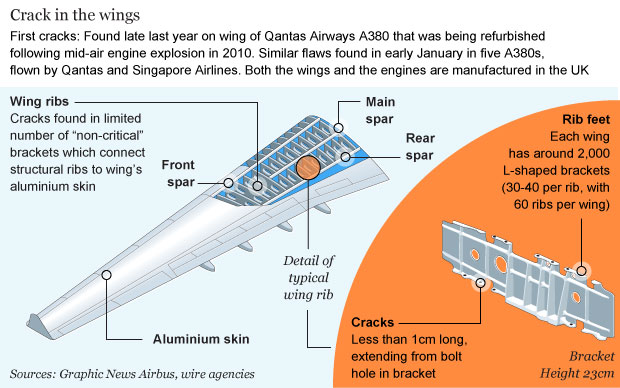 Crack in the wings
First cracks: Found late last year on wing of Qantas Airways A380 that was being refurbished
following mid-air engine explosion in 2010. Similar flaws found in early January in five A380s,
flown by Qantas and Singapore Airlines. Both the wings and the engines are manufactured in the UK
Wing ribs
Cracks found in limited
number of “non-critical”
brackets which connect
structural ribs to wing’s
aluminium skin
Front
spar
Main
spar
Rear
spar
Rib feet
Each wing
has around 2,000
L-shaped brackets
(30-40 per rib, with
60 ribs per wing)
Detail of
typical
wing rib
Aluminium skin
Cracks
Less than 1cm long,
extending from bolt
hole in bracket
Bracket
Height 23cm
Sources: Graphic News Airbus, wire agencies